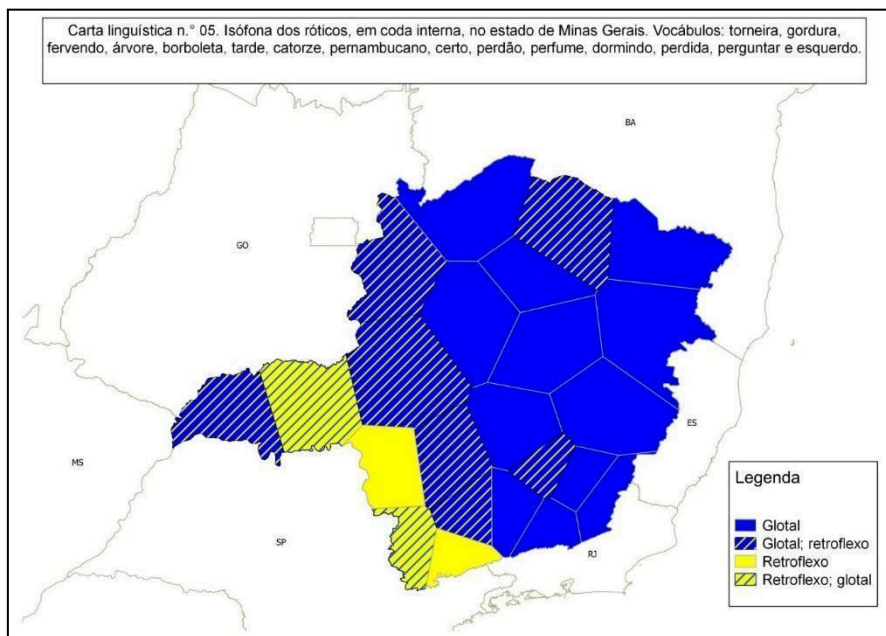 Carta linguística n.° 05. Isófona dos róticos, em coda interna, no estado de Minas Gerais. Vocábulos: torneira, gordura,
fervendo, árvore, borboleta, tarde, catorze, pernambucano, certo, perdão, perfume, dormindo, perdida, perguntar e esquerdo.
BA
GO
ES
MS
SP
RJ
Legenda
Glotal
Glotal; retroflexo
Retroflexo
Retroflexo; glotal